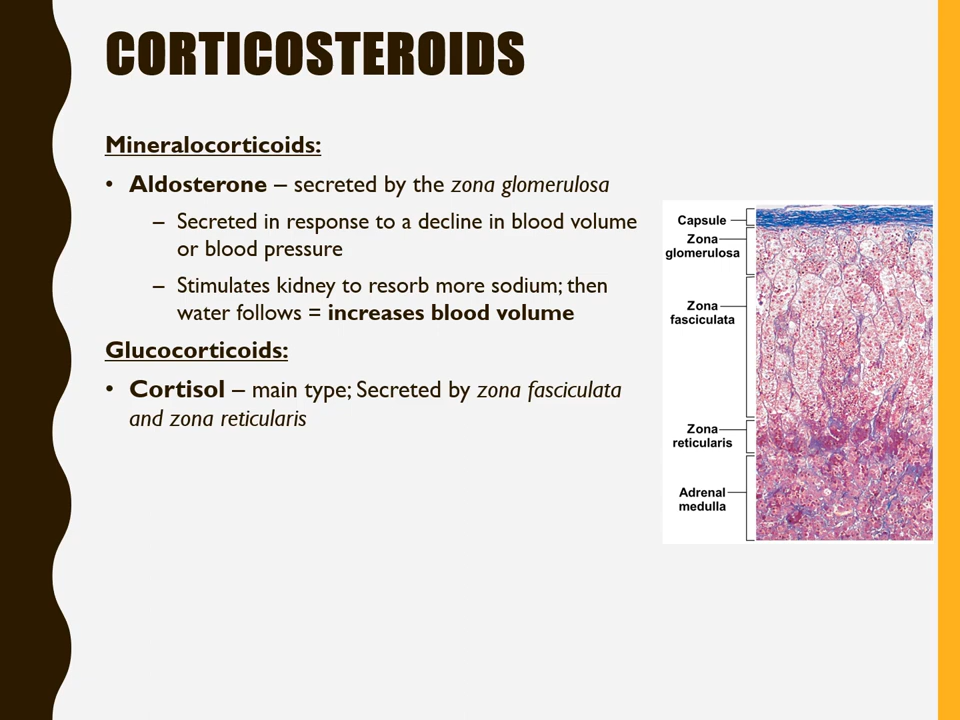 CORTICOSTEROIDS
Mineralocorticoids:
• Aldosterone – secreted by the zona glomerulosa
– Secreted in response to a decline in blood volume
or blood pressure
– Stimulates kidney to resorb more sodium; then
water follows = increases blood volume
Glucocorticoids:
• Cortisol – main type; Secreted by zona fasciculata
and zona reticularis
Capsule
Zona
glomerulosa
Zona
fasciculata
Zona
reticularis
Adrenal
medulla